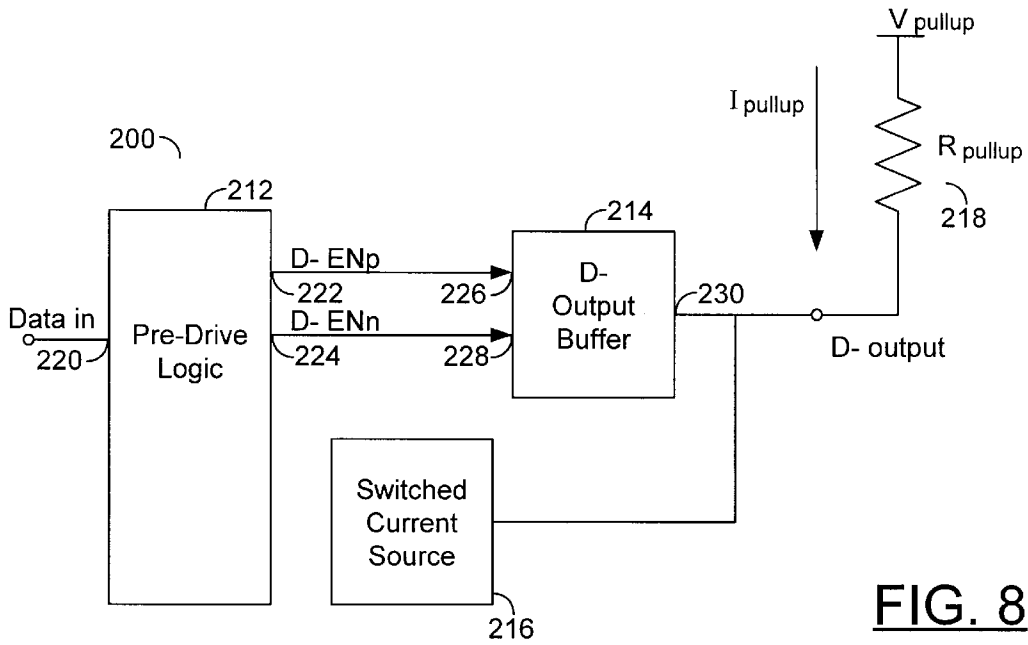 V pullup
I pullup
R pullup
218
200
212
214
D- ENp
222
226
D-
Output
Buffer
230
Data in
220
Pre-Drive
Logic
D- ENn
224
228
D- output
Switched
Current
Source
216
FIG. 8